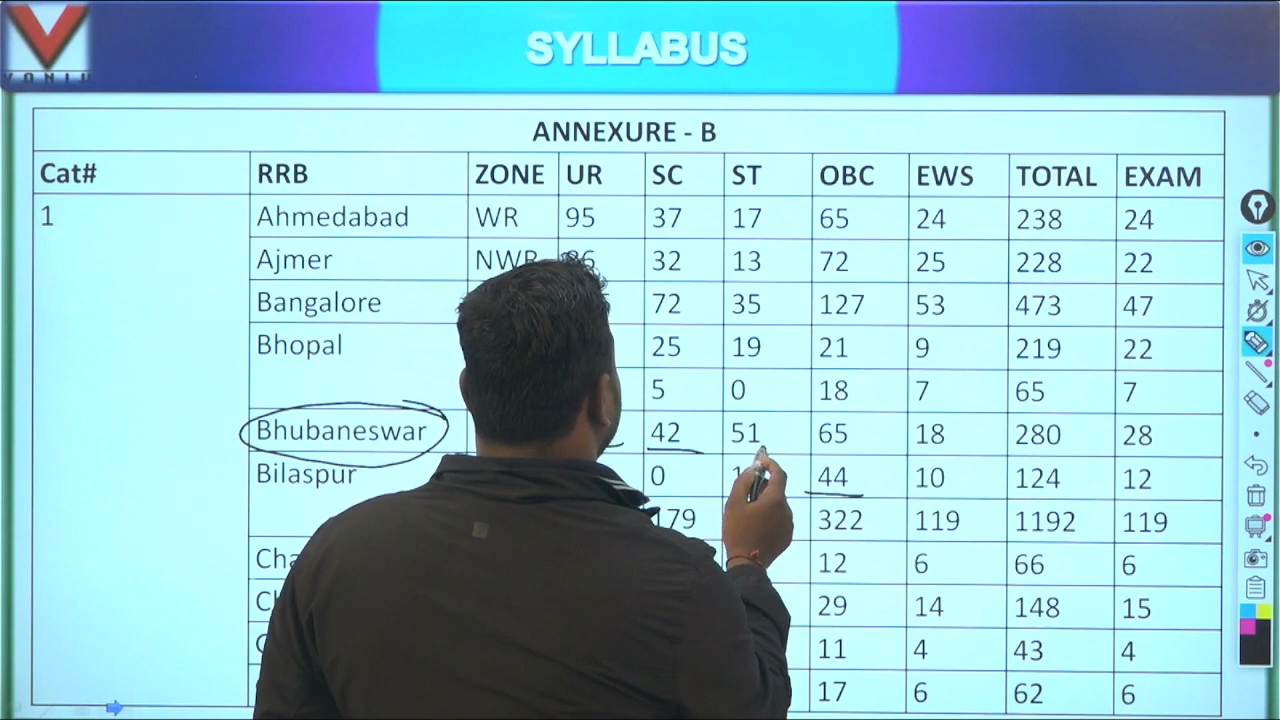 SYLLABUS
ANNEXURE - B
Cat# RRB ZONE UR SC ST OBC EWS TOTAL EXAM
1 Ahmedabad WR 95 37 17 65 24 238 24
Ajmer NWR 86 32 13 72 25 228 22
Bangalore 72 35 127 53 473 47
Bhopal 25 19 21 9 219 22
5 0 18 7 65 7
Bhubaneswar 42 51 65 18 280 28
Bilaspur 0 44 10 124 12
179 322 119 1192 119
12 6 66 6
29 14 148 15
11 4 43 4
17 6 62 6